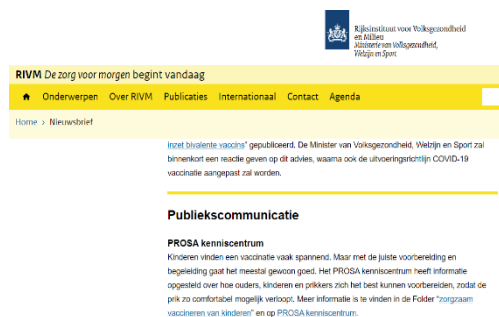 Rijksinstituut voor Volksgezondheid
en Milieu
Ministerie van Volksgezondheid,
Welzijn en Sport
RIVM De zorg voor morgen begint vandaag
Onderwerpen Over RIVM Publicaties Internationaal Contact Agenda
Home › Nieuwsbrief
inzet bivalente vaccins" gepubliceerd. De Minister van Volksgezondheid, Welzijn en Sport zal
binnenkort een reactie geven op dit advies, waarna ook de uitvoeringsrichtlijn COVID-19
vaccinatie aangepast zal worden.
Publiekscommunicatie
PROSA kenniscentrum
Kinderen vinden een vaccinatie vaak spannend. Maar met de juiste voorbereiding en
begeleiding gaat het meestal gewoon goed. Het PROSA kenniscentrum heeft informatie
opgesteld over hoe ouders, kinderen en prikkers zich het best kunnen voorbereiden, zodat de
prik zo comfortabel mogelijk verloopt. Meer informatie is te vinden in de Folder "zorgzaam
vaccineren van kinderen" en op PROSA kenniscentrum.